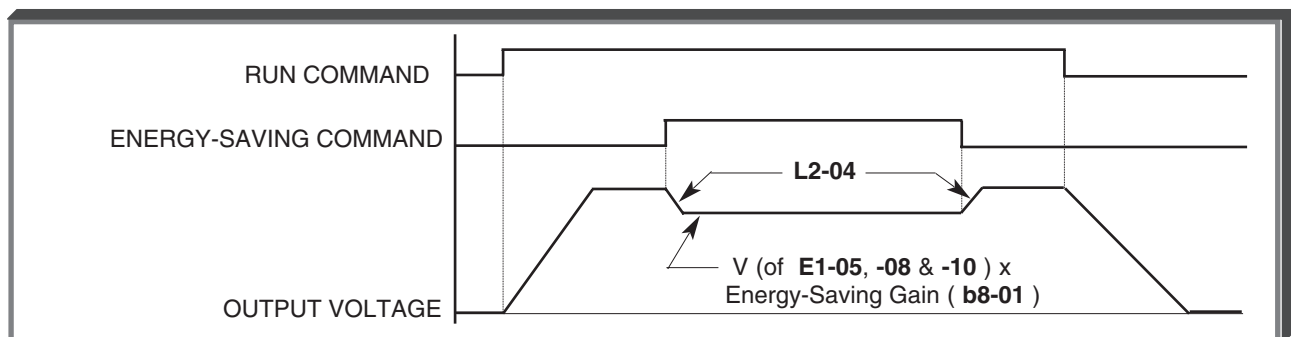 RUN COMMAND
ENERGY-SAVING COMMAND
L2-04
V (of E1-05, -08 & -10 ) x
Energy-Saving Gain ( b8-01 )
OUTPUT VOLTAGE